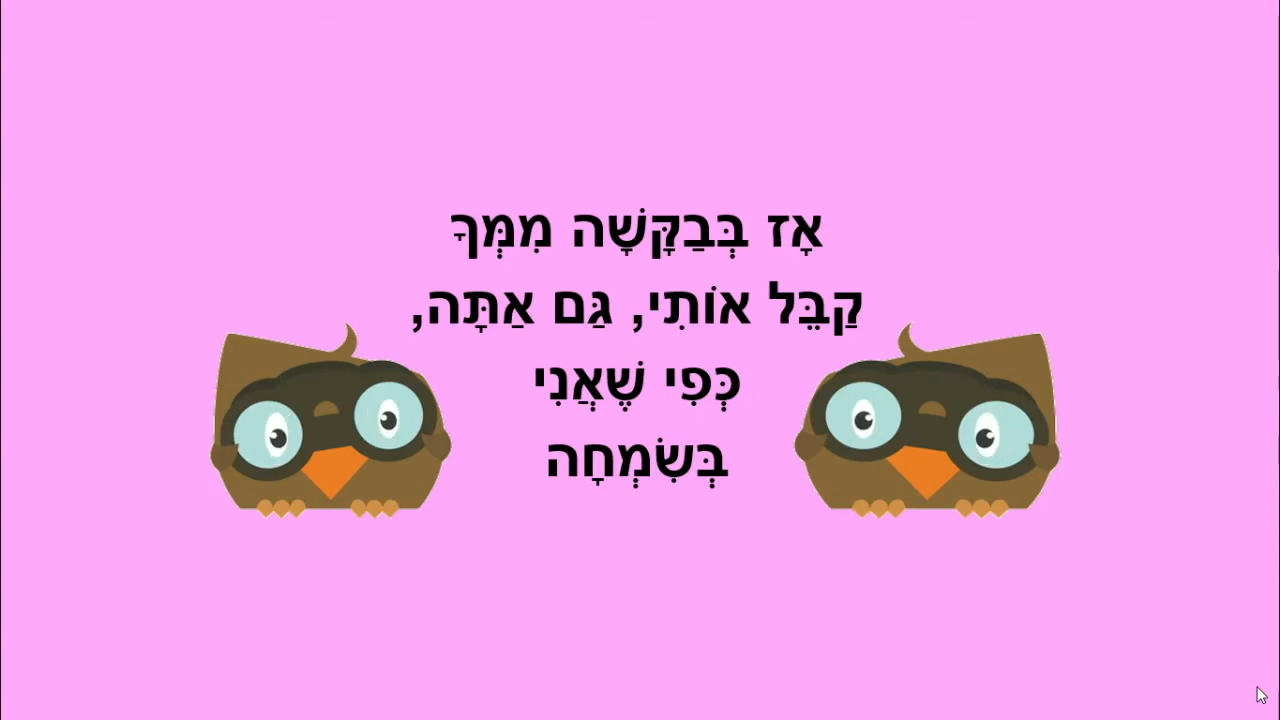 אָז בְּבַקָּשָׁה מִמְּךָ
קַבֵּל אוֹתִי, גַּם אַתָּה,
כְּפִי שֶׁאֲנִי
בְּשִׂמְחָה